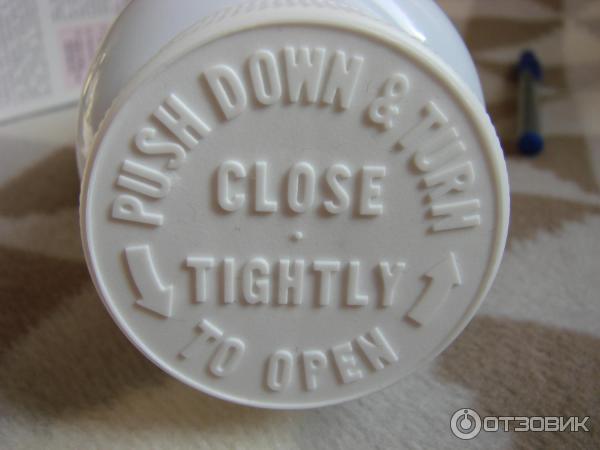 PUSH DOWN & TURN
CLOSE
TIGHTLY
TO OPEN
ОТЗОВИК